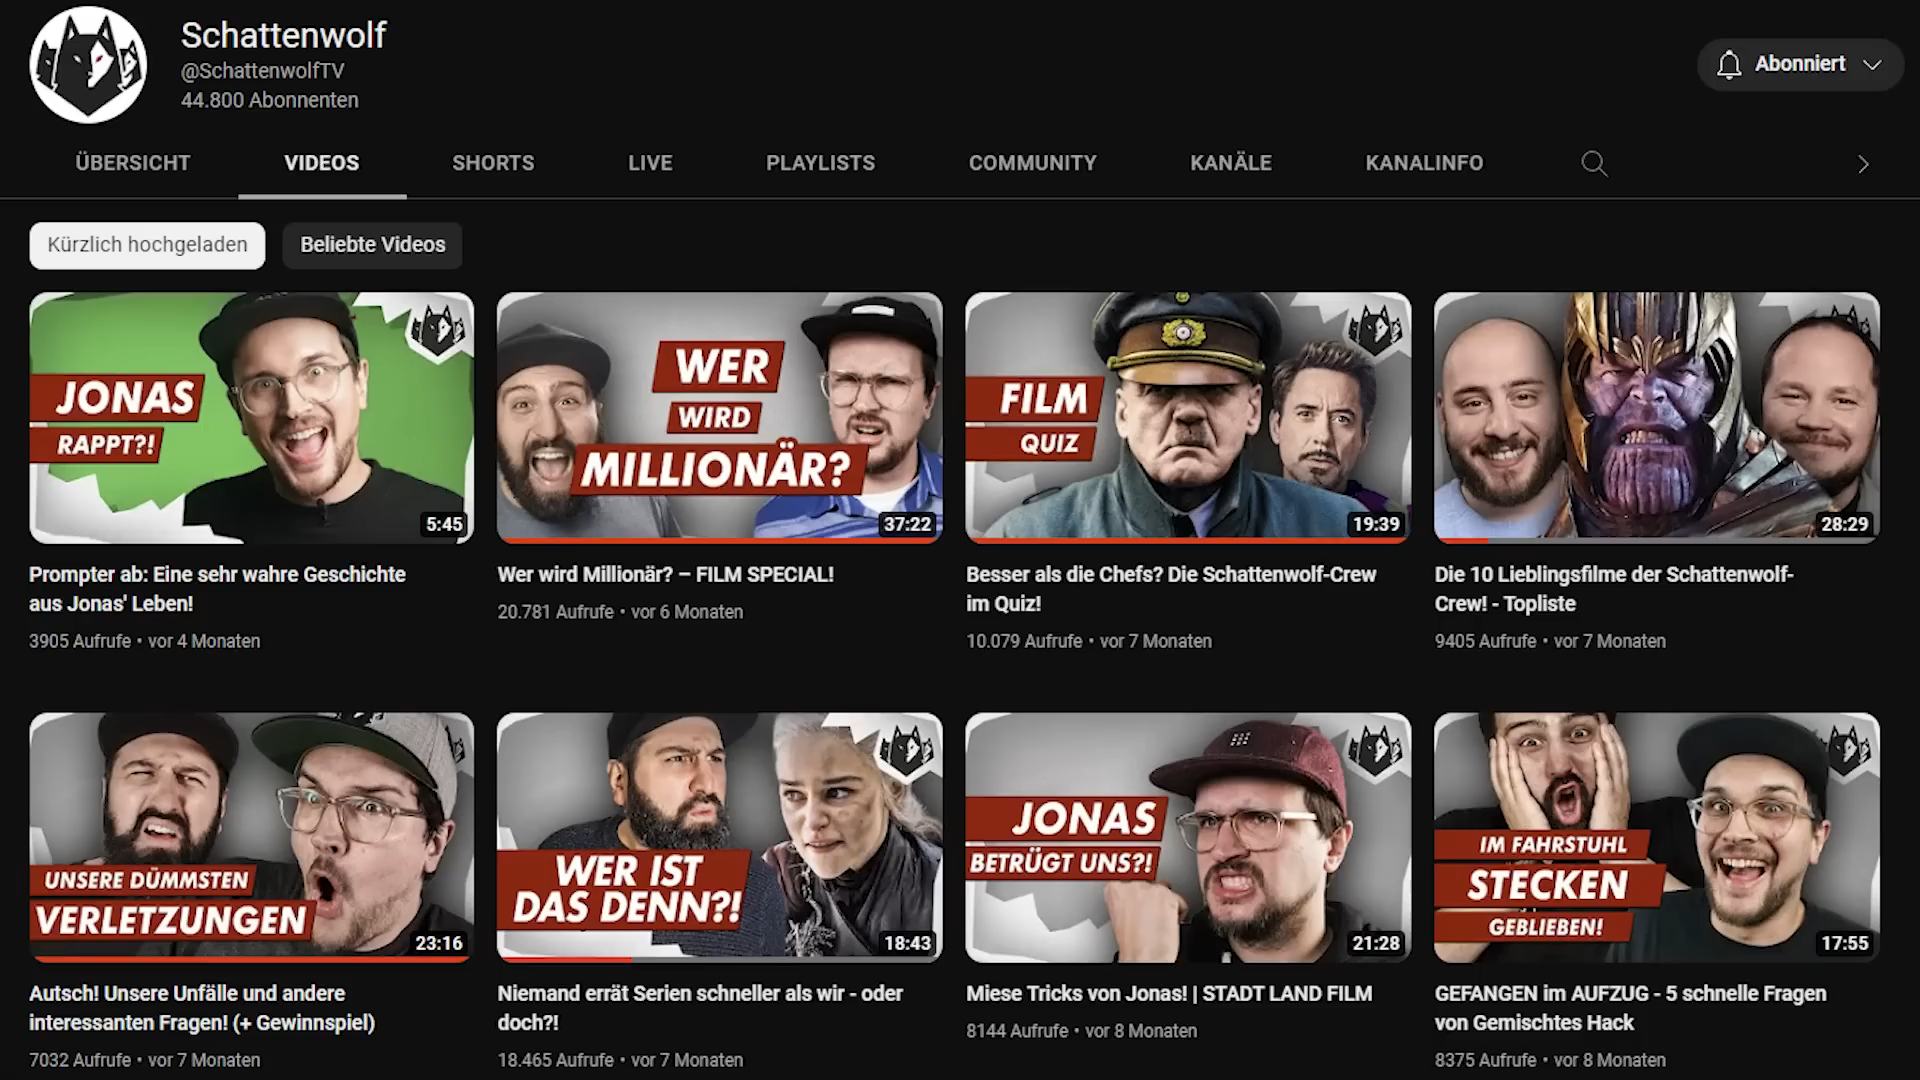 Schattenwolf
@SchattenwolfTV
44.800 Abonnenten
Abonniert
ÜBERSICHT
VIDEOS
SHORTS
LIVE
PLAYLISTS
COMMUNITY
KANÄLE
KANALINFO
Kürzlich hochgeladen
Beliebte Videos
JONAS
RAPPT?!
5:45
WER
WIRD
MILLIONÄR?
37:22
FILM
QUIZ
19:39
28:29
Prompter ab: Eine sehr wahre Geschichte
aus Jonas' Leben!
3905 Aufrufe • vor 4 Monaten
Wer wird Millionär? – FILM SPECIAL!
20.781 Aufrufe • vor 6 Monaten
Besser als die Chefs? Die Schattenwolf-Crew
im Quiz!
10.079 Aufrufe • vor 7 Monaten
Die 10 Lieblingsfilme der Schattenwolf-
Crew! - Topliste
9405 Aufrufe • vor 7 Monaten
UNSERE DÜMMSTEN
VERLETZUNGEN
23:16
WER IST
DAS DENN?!
18:43
JONAS
BETRÜGT UNS?!
21:28
IM FAHRSTUHL
STECKEN
GEBLIEBEN!
17:55
Autsch! Unsere Unfälle und andere
interessanten Fragen! (+ Gewinnspiel)
7032 Aufrufe • vor 7 Monaten
Niemand errät Serien schneller als wir - oder
doch?!
18.465 Aufrufe • vor 7 Monaten
Miese Tricks von Jonas! | STADT LAND FILM
8144 Aufrufe • vor 8 Monaten
GEFANGEN im AUFZUG - 5 schnelle Fragen
von Gemischtes Hack
8375 Aufrufe • vor 8 Monaten